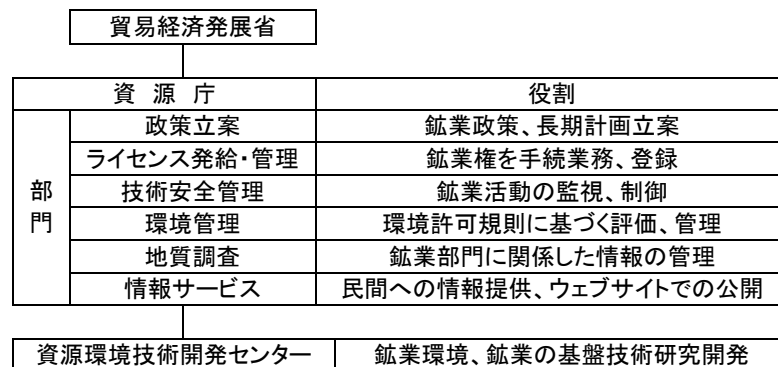 貿易経済発展省
資 源 庁 役割
部門
政策立案 鉱業政策、長期計画立案
ライセンス発給・管理 鉱業権を手続業務、登録
技術安全管理 鉱業活動の監視、制御
環境管理 環境許可規則に基づく評価、管理
地質調査 鉱業部門に関係した情報の管理
情報サービス 民間への情報提供、ウェブサイトでの公開
資源環境技術開発センター 鉱業環境、鉱業の基盤技術研究開発